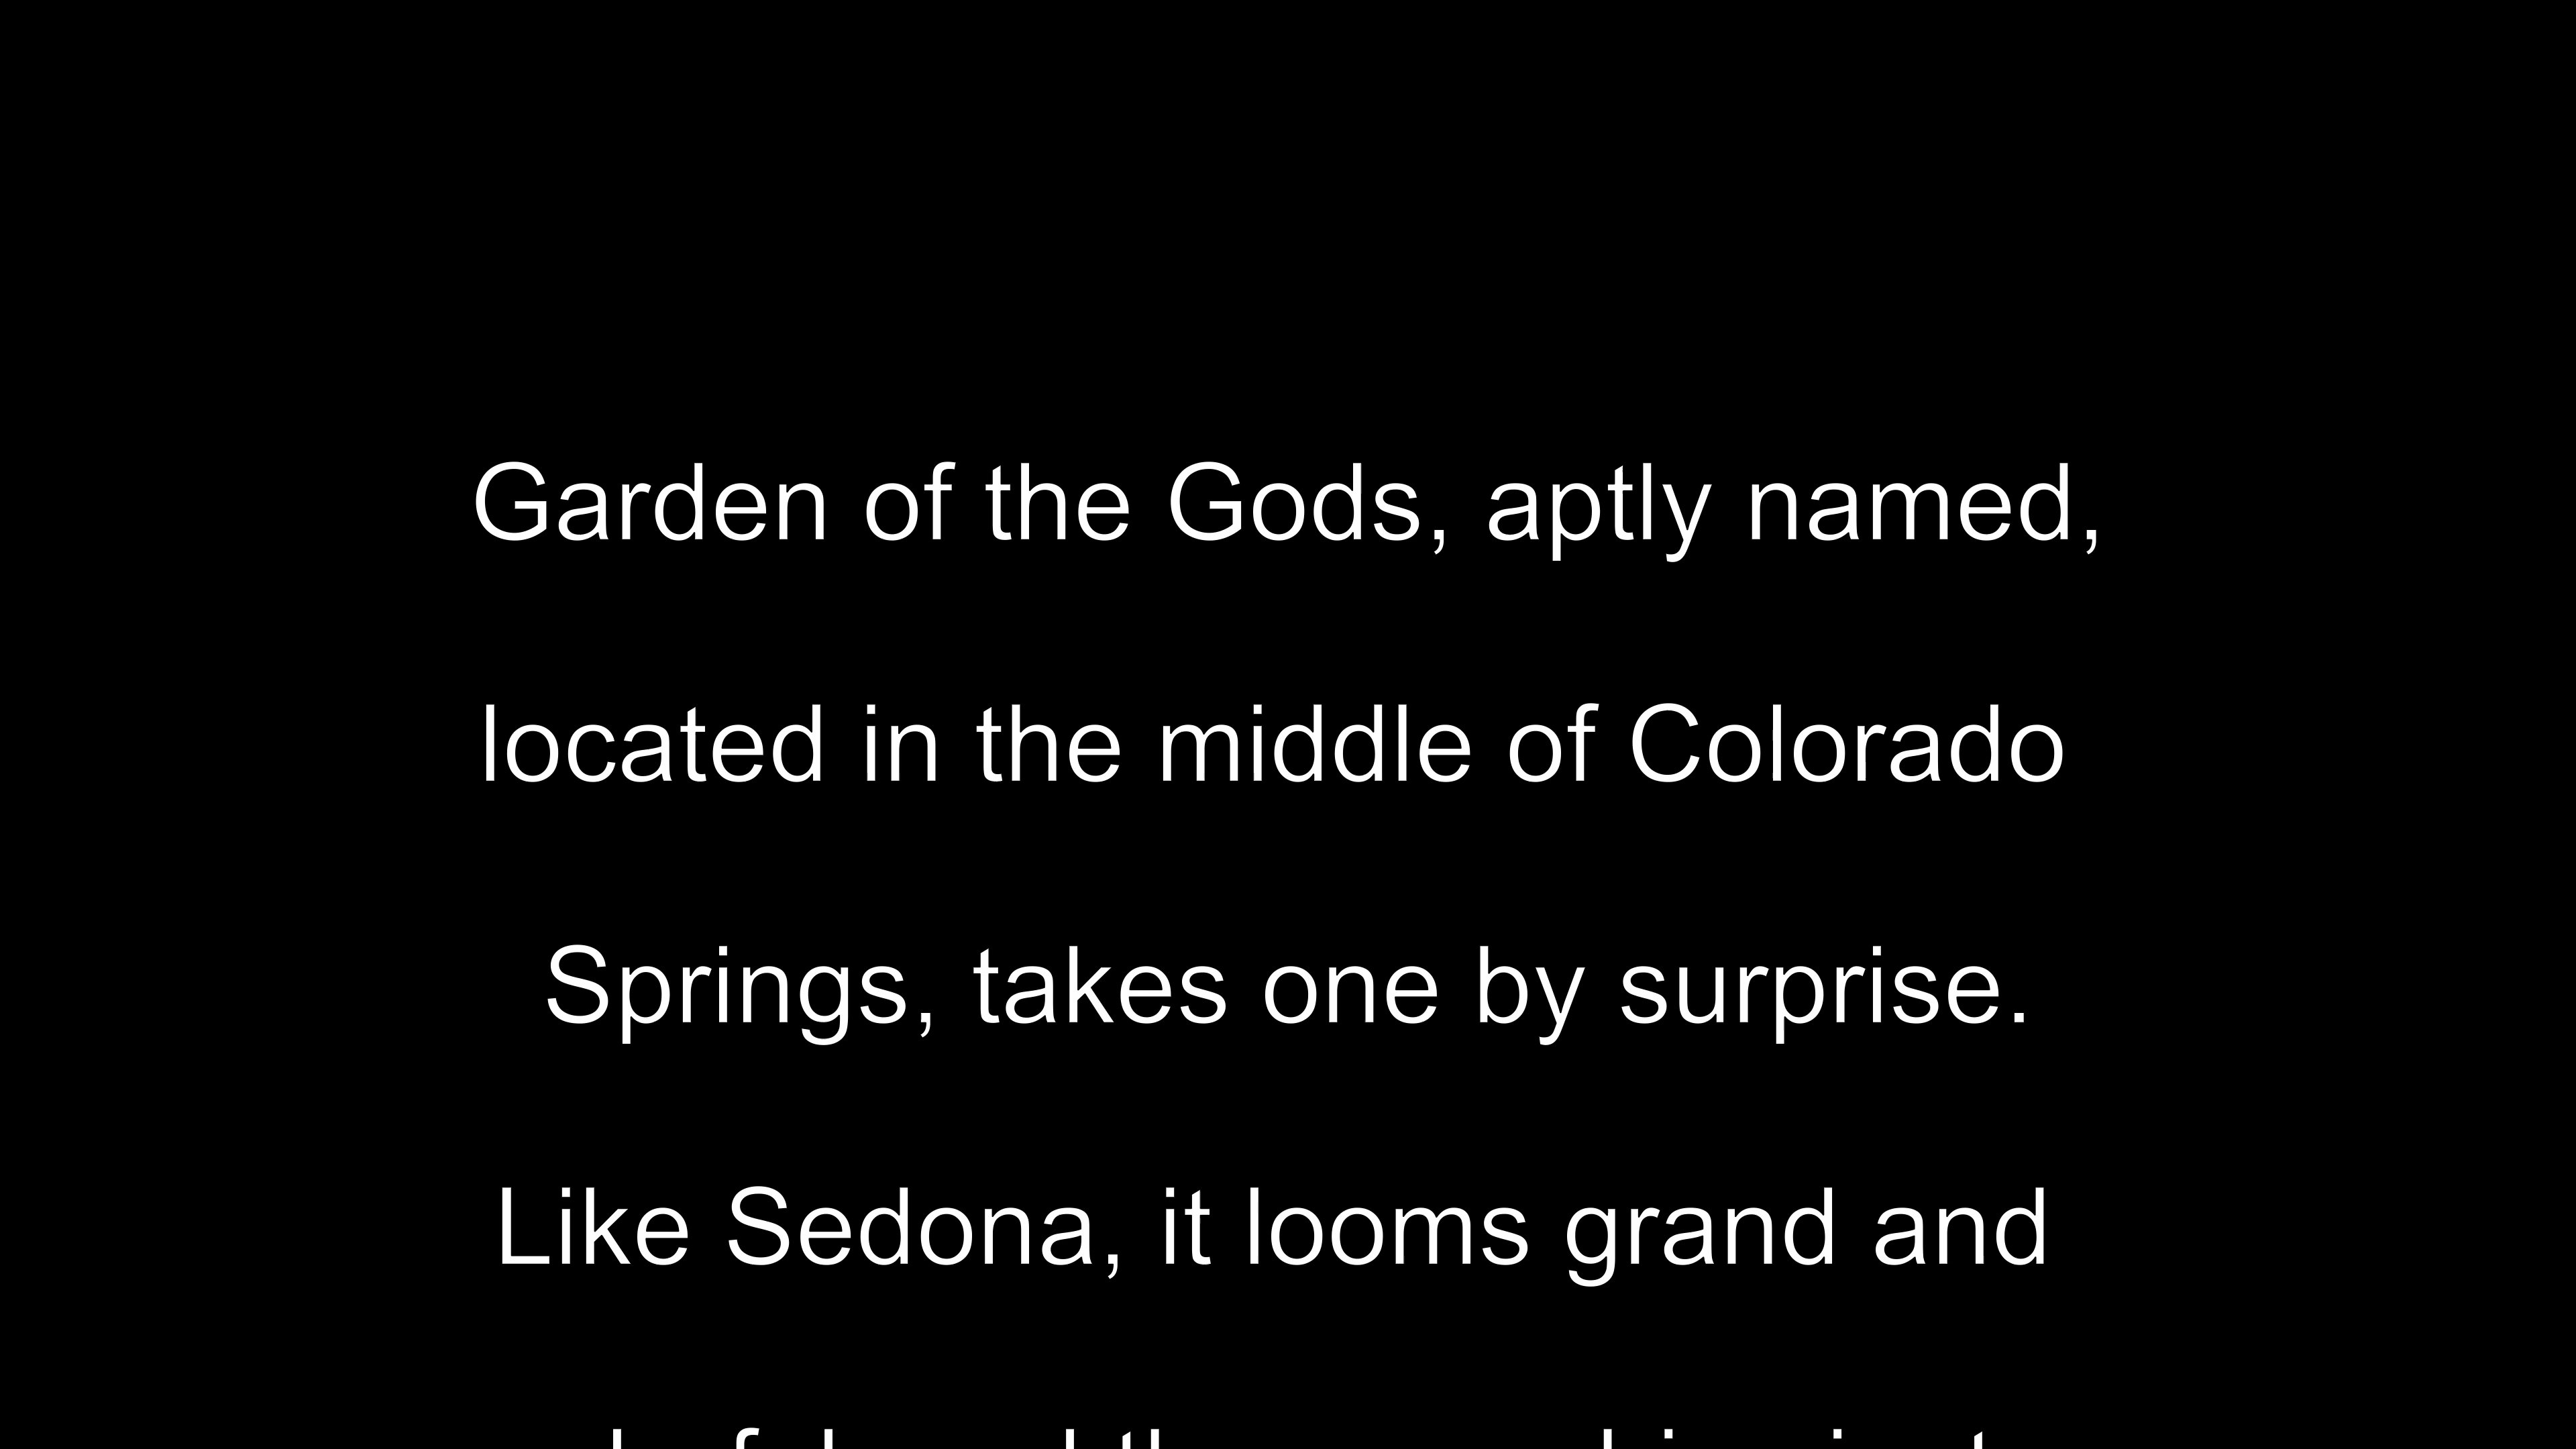 Garden of the Gods, aptly named,
located in the middle of Colorado
Springs, takes one by surprise.
Like Sedona, it looms grand and